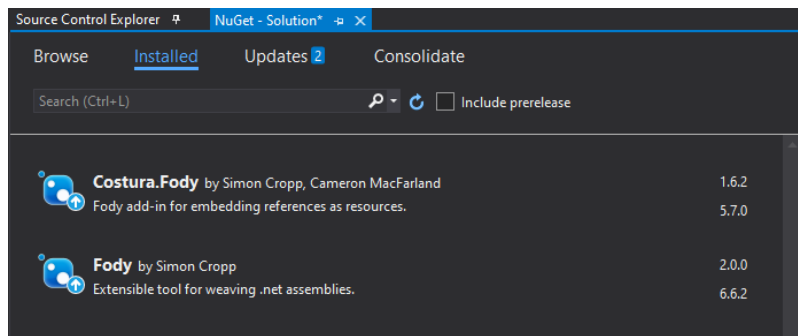 Source Control Explorer NuGet - Solution*
Browse Installed Updates 2 Consolidate
Search (Ctrl+L) Include prerelease
Costura.Fody by Simon Cropp, Cameron MacFarland 1.6.2
Fody add-in for embedding references as resources. 5.7.0
Fody by Simon Cropp 2.0.0
Extensible tool for weaving .net assemblies. 6.6.2